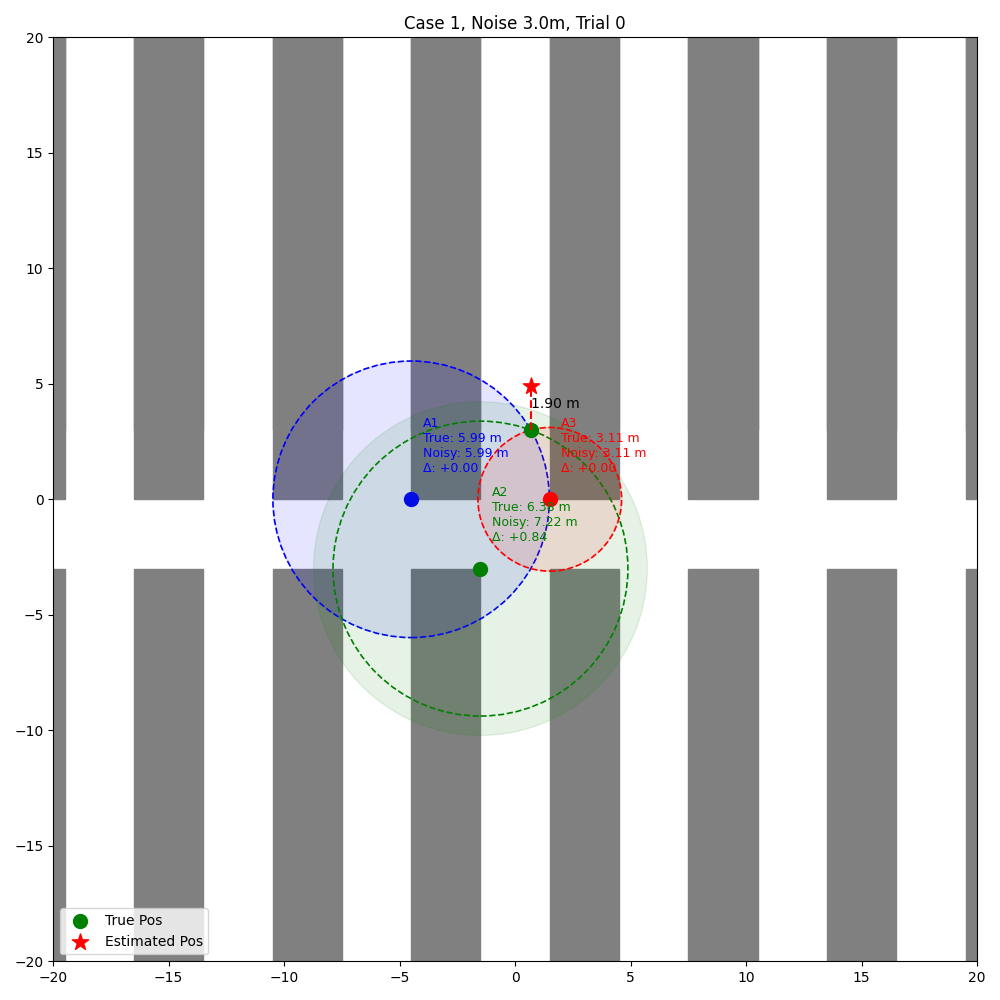 Case 1, Noise 3.0m, Trial 0
20
15
10
5
0
−5
−10
−15
−20
1.90 m
A1
True: 5.99 m
Noisy: 5.99 m
Δ: +0.00
A3
True: 3.11 m
Noisy: 3.11 m
Δ: +0.00
A2
True: m
Noisy: 7.22 m
Δ: +0.84
True Pos
Estimated Pos
−20 −15 −10 −5 0 5 10 15 20